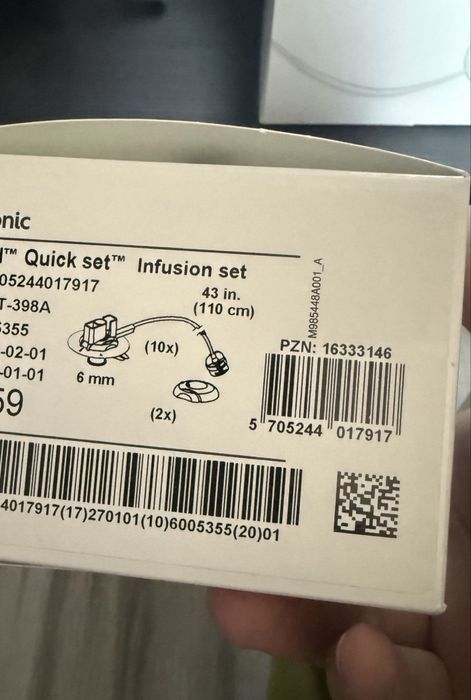 onic
™ Quick set™ Infusion set
05244017917
43 in.
(110 cm)
T-398A
5355
-02-01
-01-01
(10x)
6 mm
59
(2x)
M985448A001_A
PZN: 16333146
5 705244 017917
4017917(17)270101(10)6005355(20)01